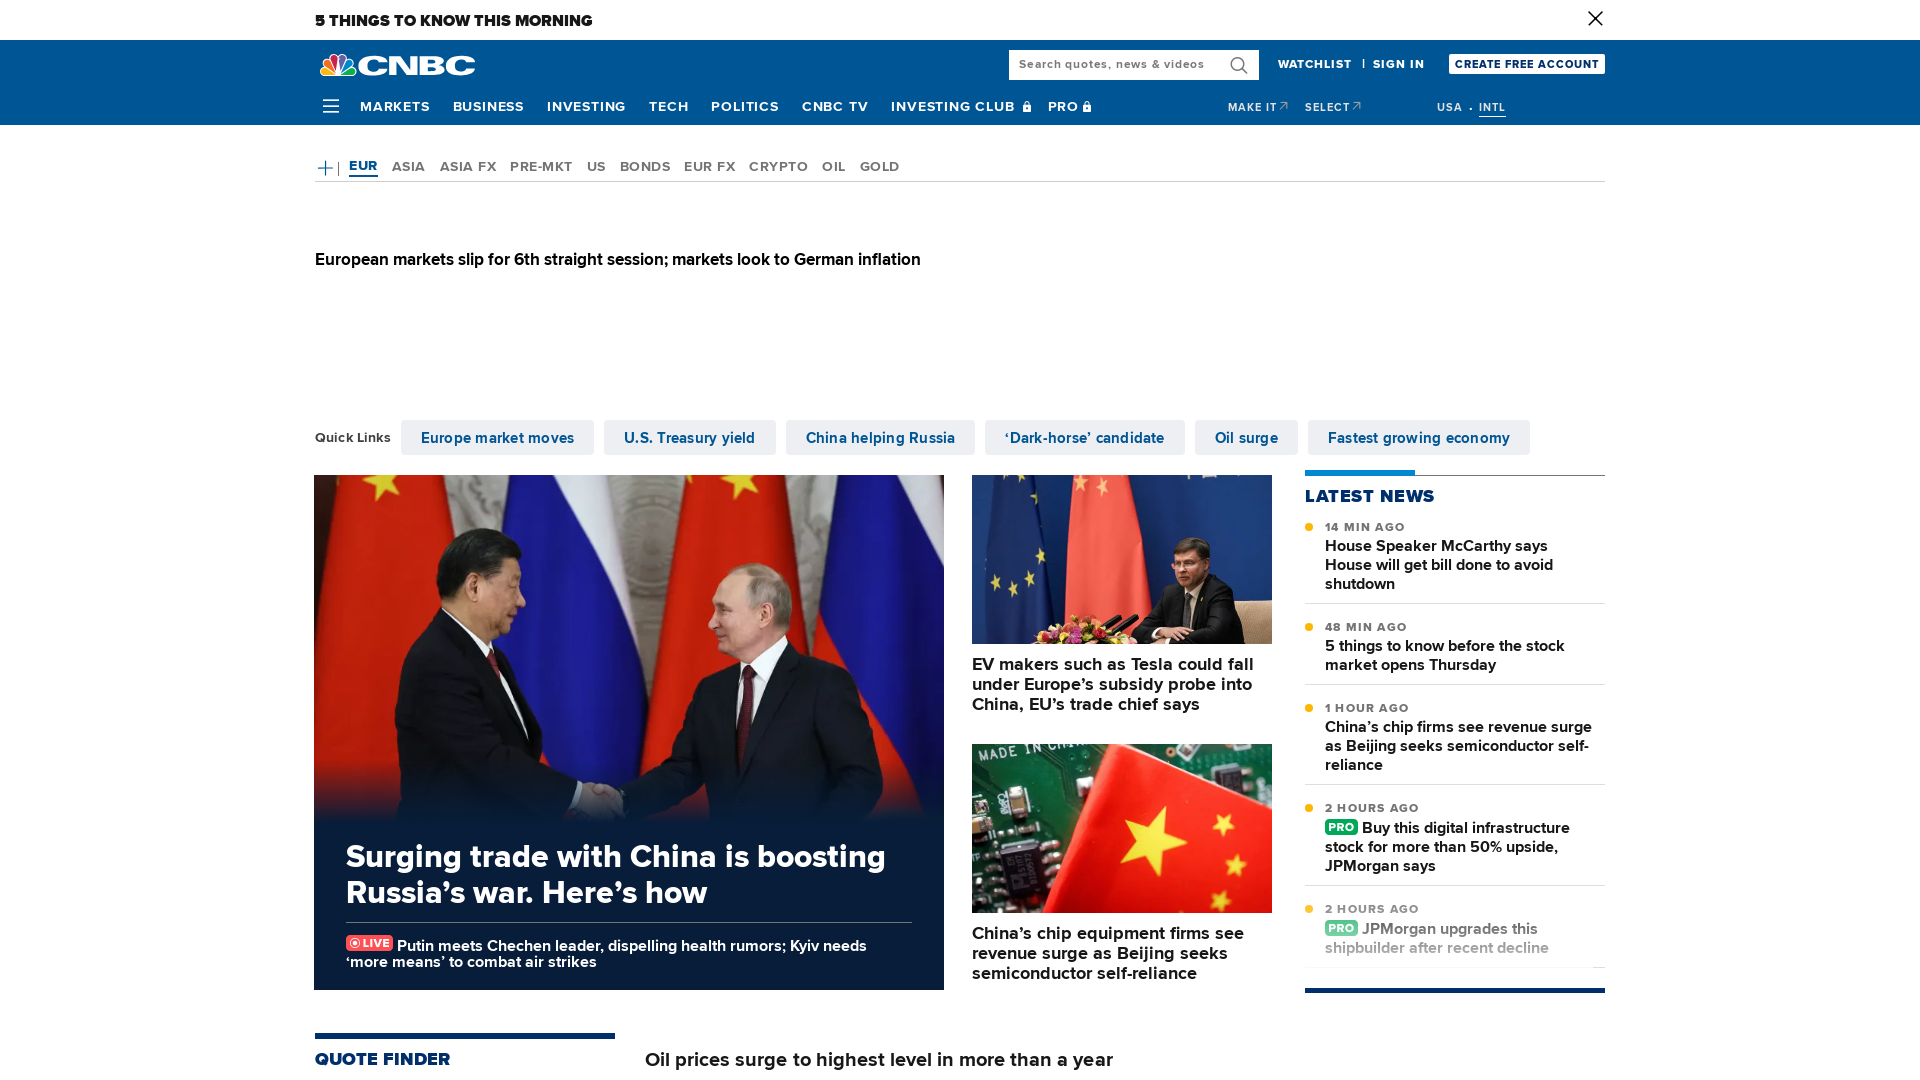 5 THINGS TO KNOW THIS MORNING
CNBC
Search quotes, news & videos
WATCHLIST | SIGN IN
CREATE FREE ACCOUNT
MARKETS BUSINESS INVESTING TECH POLITICS CNBC TV INVESTING CLUB PRO
MAKE IT SELECT
USA • INTL
EUR ASIA ASIA FX PRE-MKT US BONDS EUR FX CRYPTO OIL GOLD
European markets slip for 6th straight session; markets look to German inflation
Quick Links Europe market moves U.S. Treasury yield China helping Russia ‘Dark-horse’ candidate Oil surge Fastest growing economy
Surging trade with China is boosting
Russia’s war. Here’s how
LIVE Putin meets Chechen leader, dispelling health rumors; Kyiv needs
‘more means’ to combat air strikes
EV makers such as Tesla could fall
under Europe’s subsidy probe into
China, EU’s trade chief says
MADE IN CHINA
China’s chip equipment firms see
revenue surge as Beijing seeks
semiconductor self-reliance
LATEST NEWS
14 MIN AGO
House Speaker McCarthy says
House will get bill done to avoid
shutdown
48 MIN AGO
5 things to know before the stock
market opens Thursday
1 HOUR AGO
China’s chip firms see revenue surge
as Beijing seeks semiconductor self-
reliance
2 HOURS AGO
PRO Buy this digital infrastructure
stock for more than 50% upside,
JPMorgan says
2 HOURS AGO
PRO JPMorgan upgrades this
shipbuilder after recent decline
QUOTE FINDER
Oil prices surge to highest level in more than a year